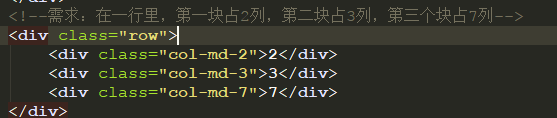 <!--需求：在一行里，第一块占2列，第二块占3列，第三个块占7列-->
<div class="row">
<div class="col-md-2">2</div>
<div class="col-md-3">3</div>
<div class="col-md-7">7</div>
</div>